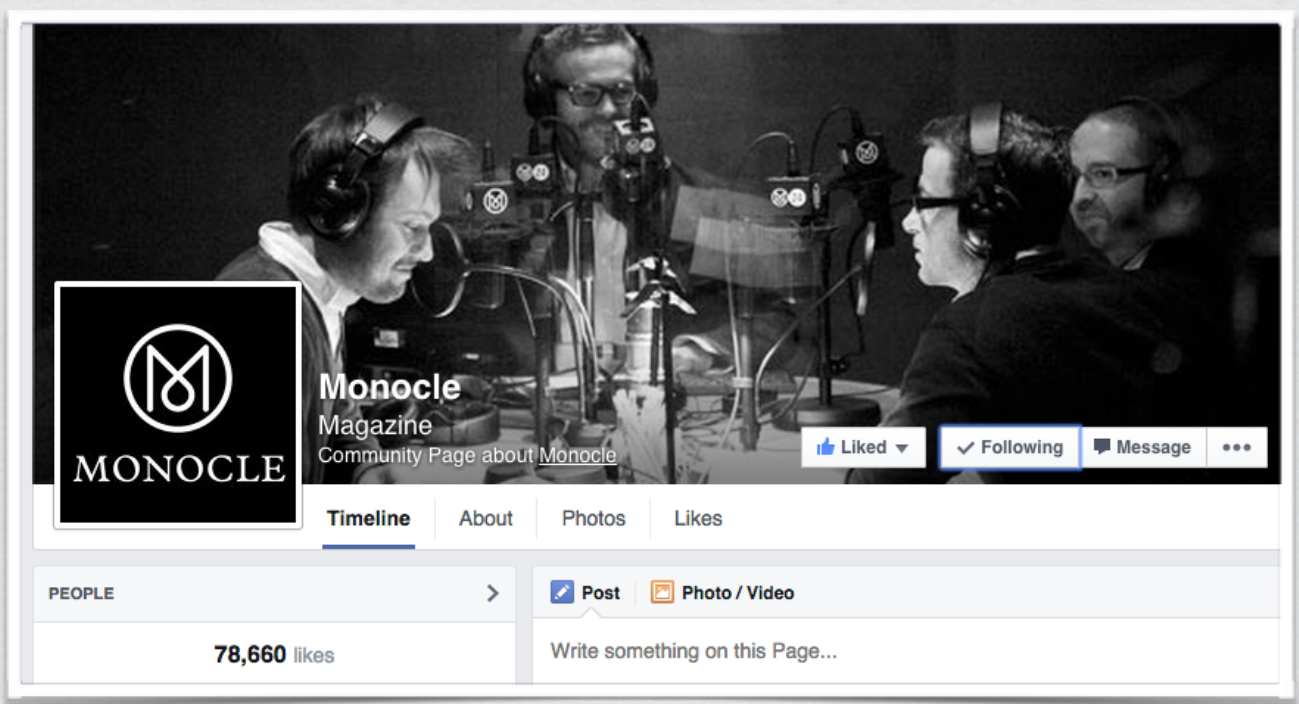 MONOCLE
Monocle
Magazine
Community Page about Monocle
Liked
Following
Message
Timeline
About
Photos
Likes
PEOPLE
78,660 likes
Post
Photo / Video
Write something on this Page...